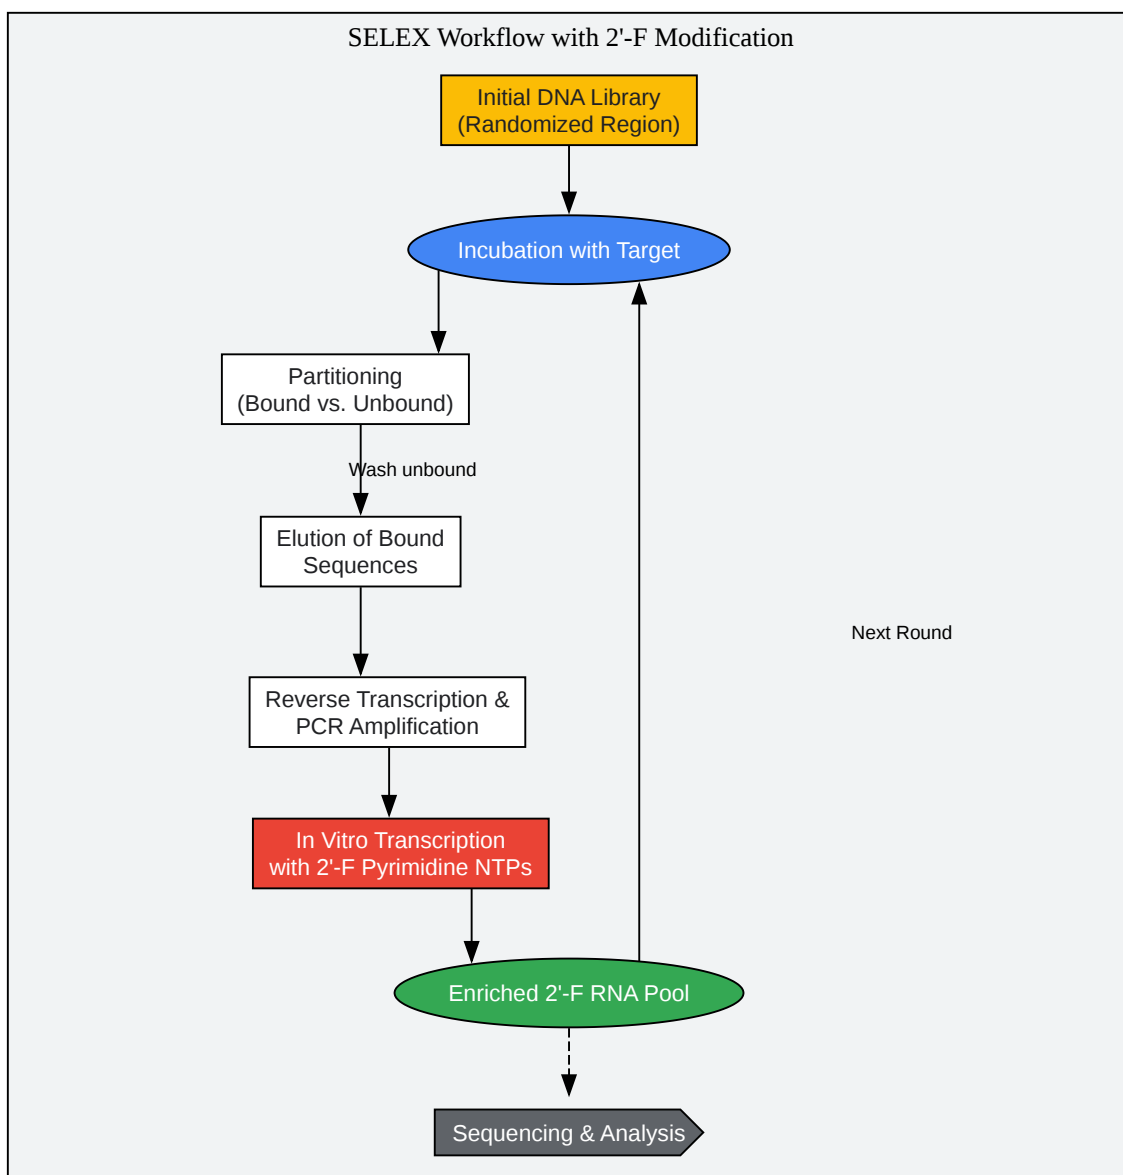 SELEX Workflow with 2'-F Modification
Initial DNA Library
(Randomized Region)
Incubation with Target
Partitioning
(Bound vs. Unbound)
Wash unbound
Elution of Bound
Sequences
Next Round
Reverse Transcription &
PCR Amplification
In Vitro Transcription
with 2'-F Pyrimidine NTPs
Enriched 2'-F RNA Pool
Sequencing & Analysis